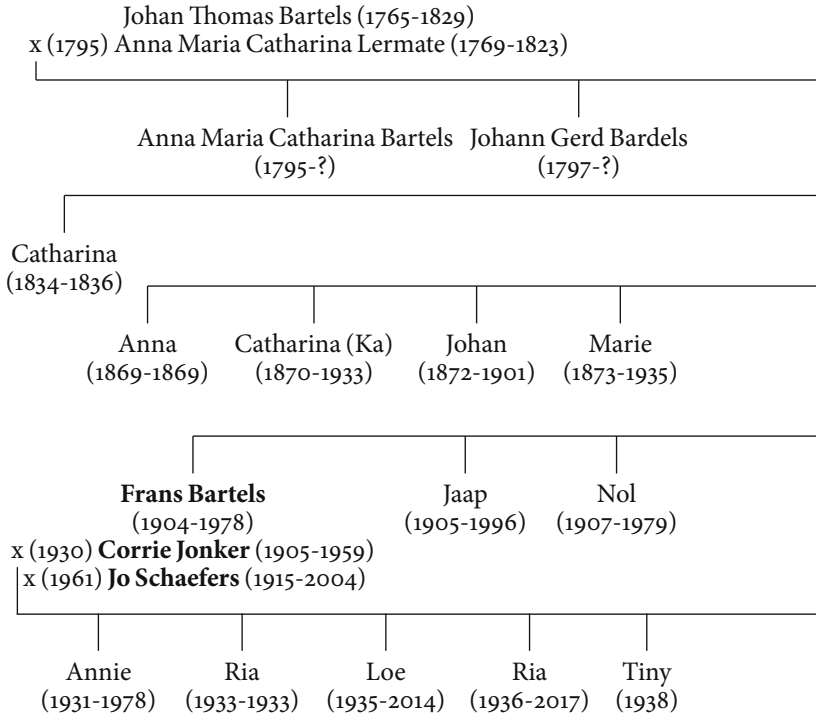 Johan Thomas Bartels (1765-1829)
x (1795) Anna Maria Catharina Lermate (1769-1823)
Anna Maria Catharina Bartels Johann Gerd Bardels
(1795-?) (1797-?)
Catharina
(1834-1836)
Anna Catharina (Ka) Johan Marie
(1869-1869) (1870-1933) (1872-1901) (1873-1935)
Frans Bartels Jaap Nol
(1904-1978) (1905-1996) (1907-1979)
x (1930) Corrie Jonker (1905-1959)
x (1961) Jo Schaefers (1915-2004)
Annie Ria Loe Ria Tiny
(1931-1978) (1933-1933) (1935-2014) (1936-2017) (1938)